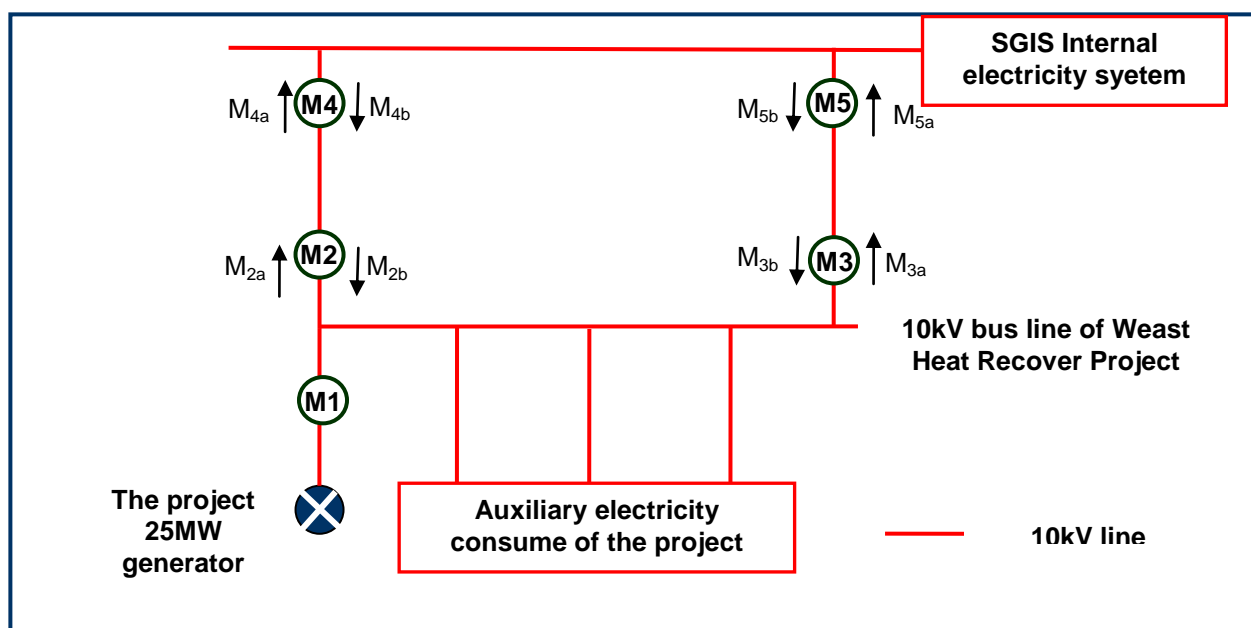 SGIS Internal
electricity syetem
M4a
M4
M4b
M5b
M5
M5a
M2a
M2
M2b
M3b
M3
M3a
10kV bus line of Weast
Heat Recover Project
M1
The project
25MW
generator
Auxiliary electricity
consume of the project
10kV line